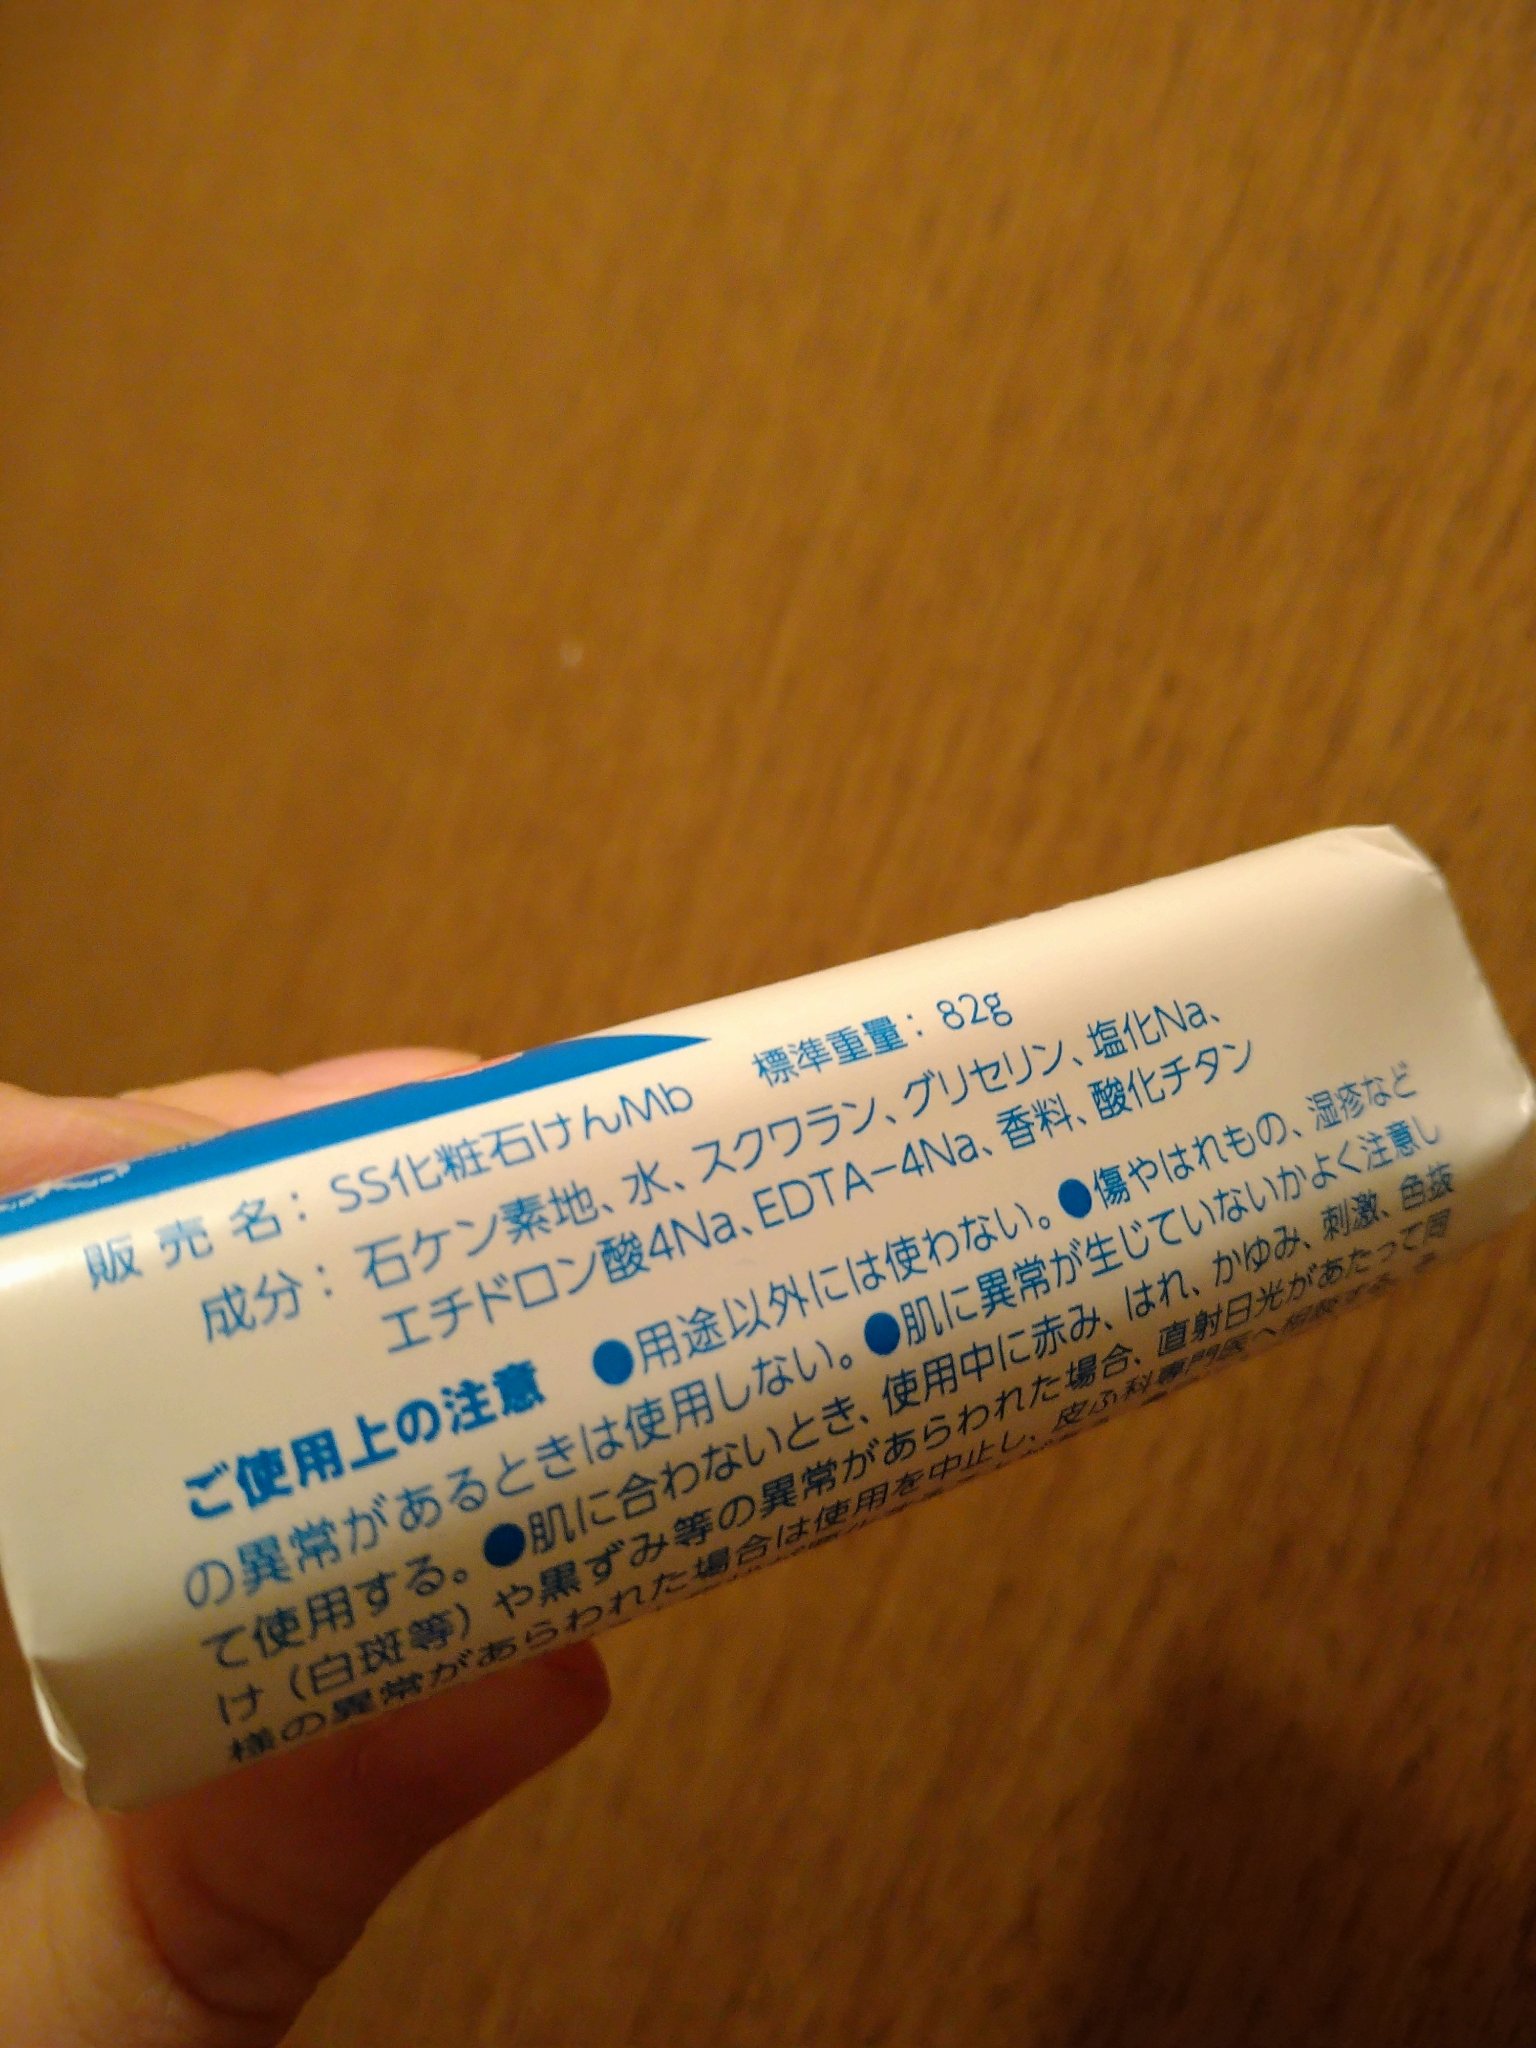 販売名：SS化粧石けんMb　標準重量：82g
成分：石ケン素地、水、スクワラン、グリセリン、塩化Na、
エチドロン酸4Na、EDTA-4Na、香料、酸化チタン
ご使用上の注意　●用途以外には使わない。●傷やはれもの、湿疹など
の異常があるときは使用しない。●肌に異常が生じていないかよく注意し
て使用する。●肌に合わないとき、使用中に赤み、はれ、かゆみ、刺激、色抜
け（白斑等）や黒ずみ等の異常があらわれた場合、直射日光があたって同
様の異常があらわれた場合は使用を中止し、皮ふ科専門医へ相談する。